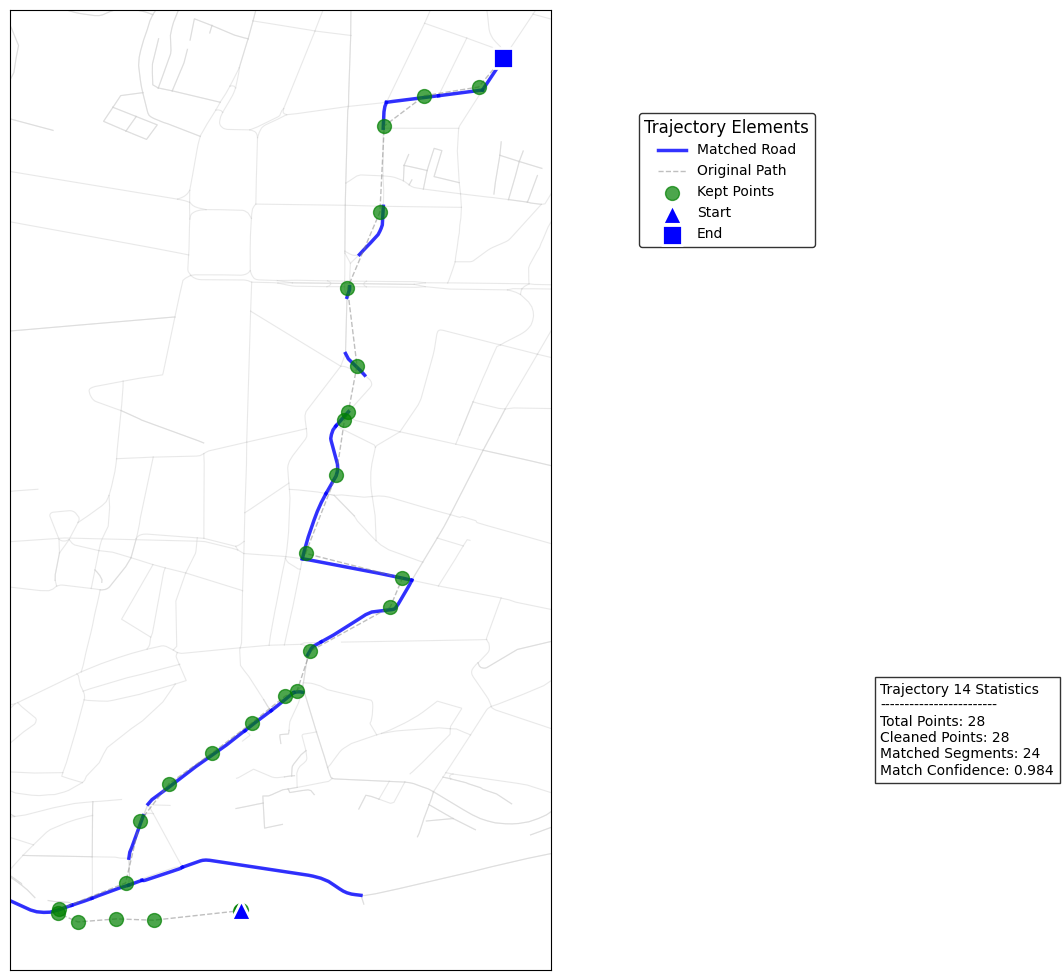 Trajectory Elements
Matched Road
Original Path
Kept Points
Start
End
Trajectory 14 Statistics
-------------------------
Total Points: 28
Cleaned Points: 28
Matched Segments: 24
Match Confidence: 0.984